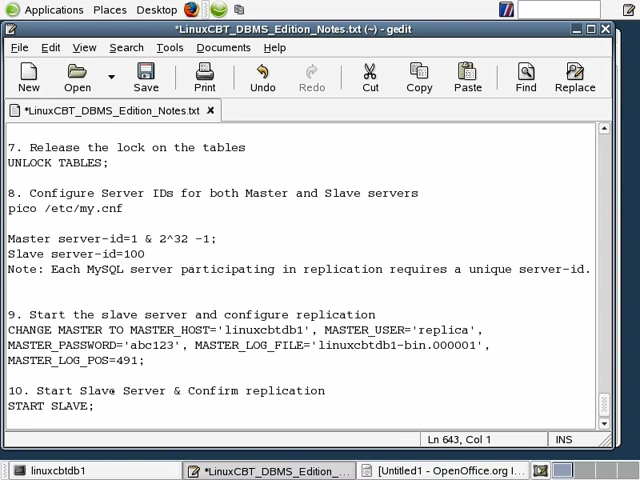 Applications Places Desktop
*LinuxCBT_DBMS_Edition_Notes.txt (~) - gedit
File Edit View Search Tools Documents Help
New Open Save Print Undo Redo Cut Copy Paste Find Replace
*LinuxCBT_DBMS_Edition_Notes.txt x
7. Release the lock on the tables
UNLOCK TABLES;
8. Configure Server IDs for both Master and Slave servers
pico /etc/my.cnf
Master server-id=1 & 2^32 -1;
Slave server-id=100
Note: Each MySQL server participating in replication requires a unique server-id.
9. Start the slave server and configure replication
CHANGE MASTER TO MASTER_HOST='linuxcbtdb1', MASTER_USER='replica',
MASTER_PASSWORD='abc123', MASTER_LOG_FILE='linuxcbtdb1-bin.000001',
MASTER_LOG_POS=491;
10. Start Slave Server & Confirm replication
START SLAVE;
Ln 643, Col 1 INS
linuxcbtdb1 *LinuxCBT_DBMS_Edition_... [Untitled1 - OpenOffice.org I...